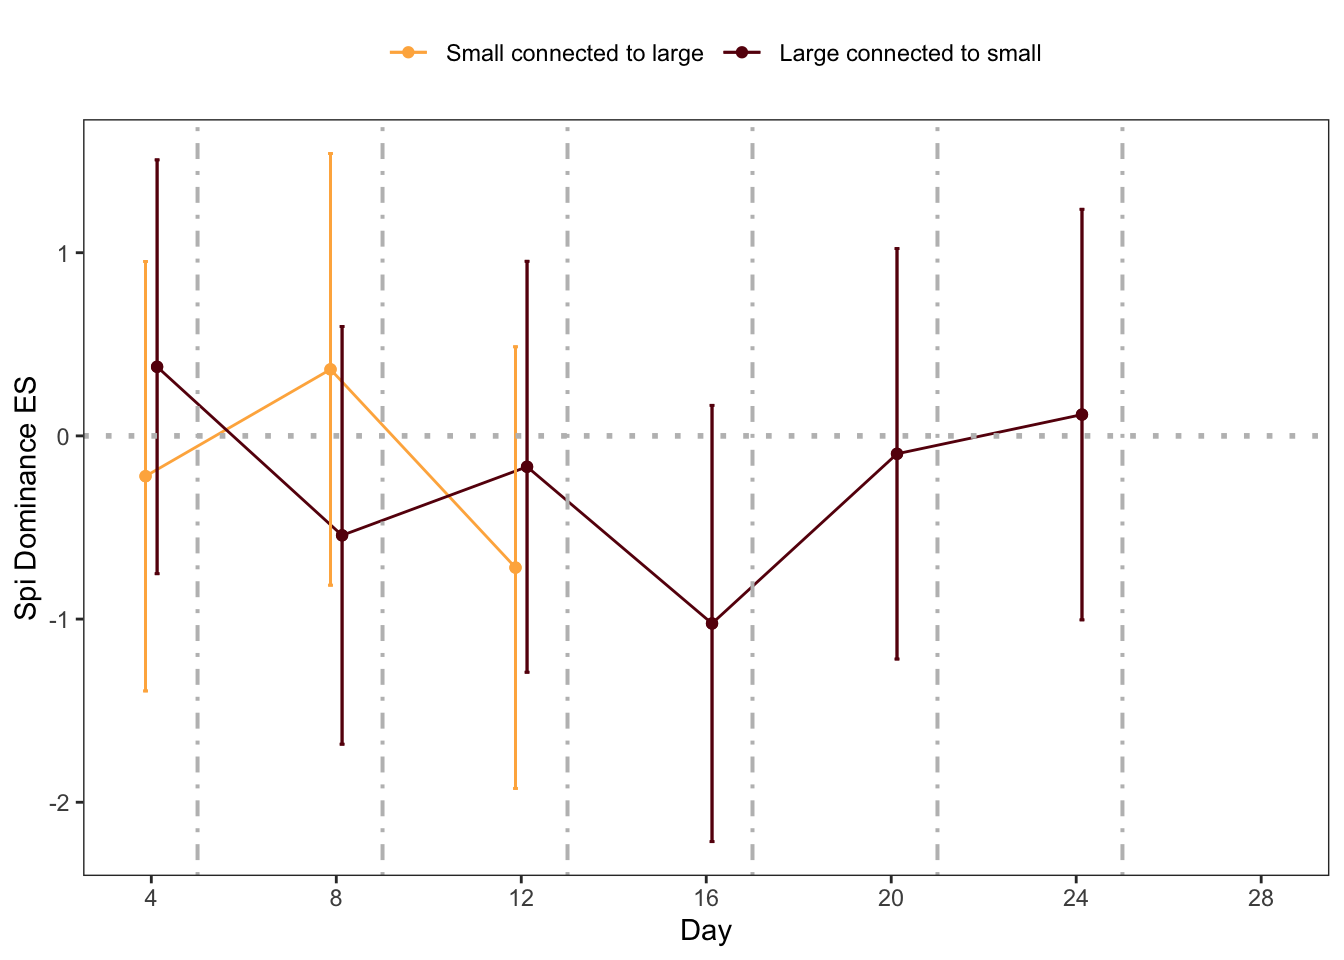 Small connected to large Large connected to small
Spi Dominance ES
1
0
-1
-2
4 8 12 16 20 24 28
Day